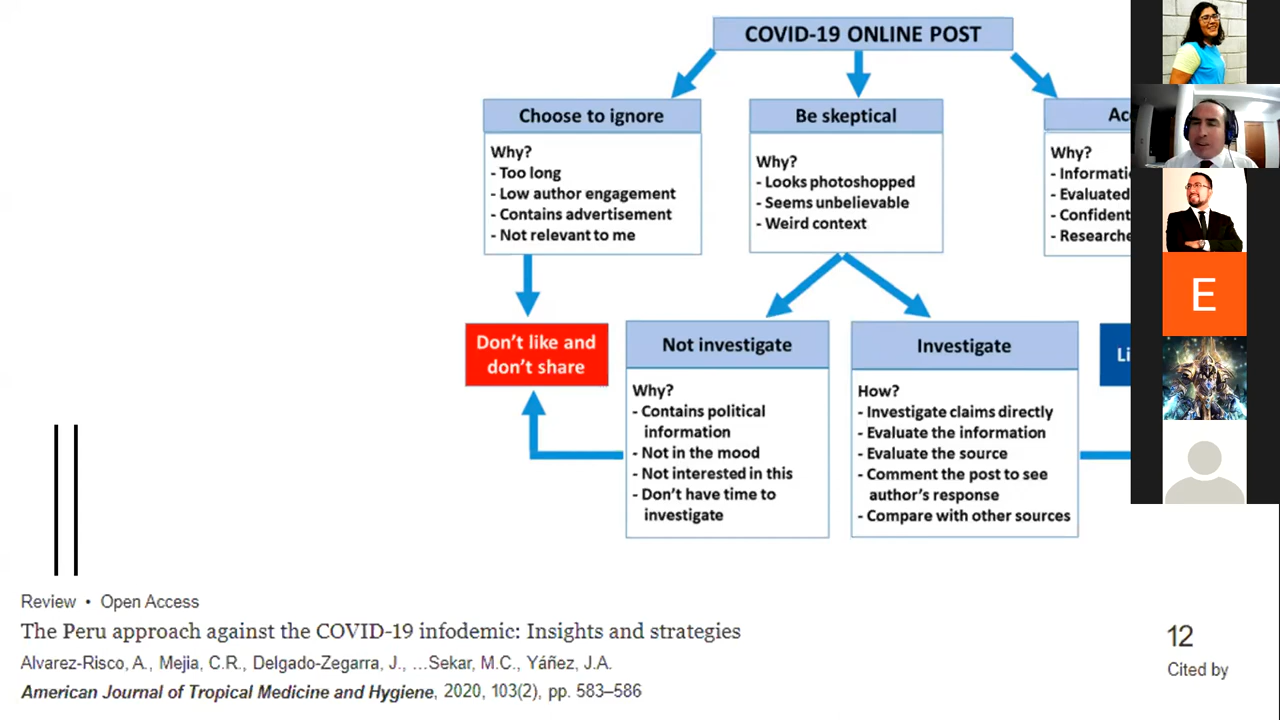 COVID-19 ONLINE POST
Choose to ignore
Why?
- Too long
- Low author engagement
- Contains advertisement
- Not relevant to me
Be skeptical
Why?
- Looks photoshopped
- Seems unbelievable
- Weird context
Why?
- Evaluated
Don't like and
don't share
Not investigate
Why?
- Contains political
information
- Not in the mood
- Not interested in this
- Don't have time to
investigate
Investigate
How?
- Investigate claims directly
- Evaluate the information
- Evaluate the source
- Comment the post to see
author's response
- Compare with other sources
E
Review • Open Access
The Peru approach against the COVID-19 infodemic: Insights and strategies
Alvarez-Risco, A., Mejia, C.R., Delgado-Zegarra, J., ...Sekar, M.C., Yáñez, J.A.
American Journal of Tropical Medicine and Hygiene, 2020, 103(2), pp. 583–586
12
Cited by